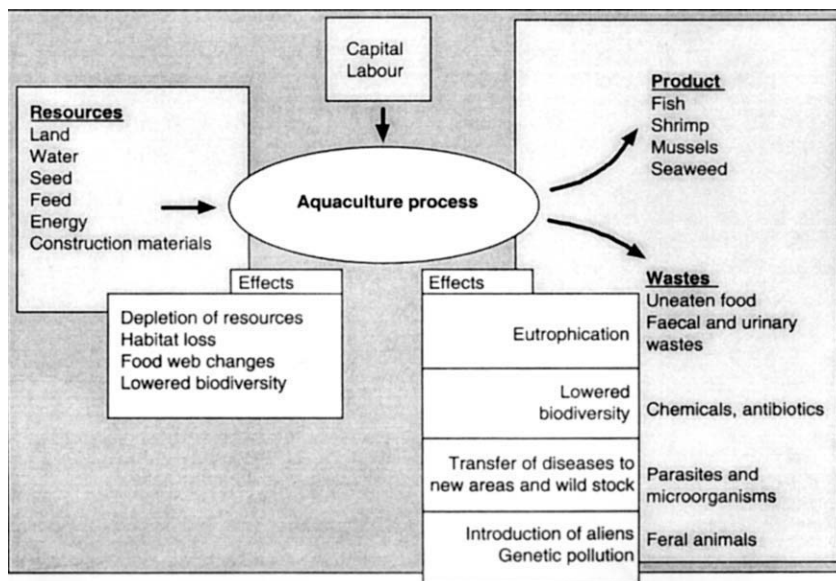 Capital
Labour
Resources
Land
Water
Seed
Feed
Energy
Construction materials
Aquaculture process
Product
Fish
Shrimp
Mussels
Seaweed
Effects
Depletion of resources
Habitat loss
Food web changes
Lowered biodiversity
Effects
Eutrophication
Lowered
biodiversity
Transfer of diseases to
new areas and wild stock
Introduction of aliens
Genetic pollution
Wastes
Uneaten food
Faecal and urinary
wastes
Chemicals, antibiotics
Parasites and
microorganisms
Feral animals